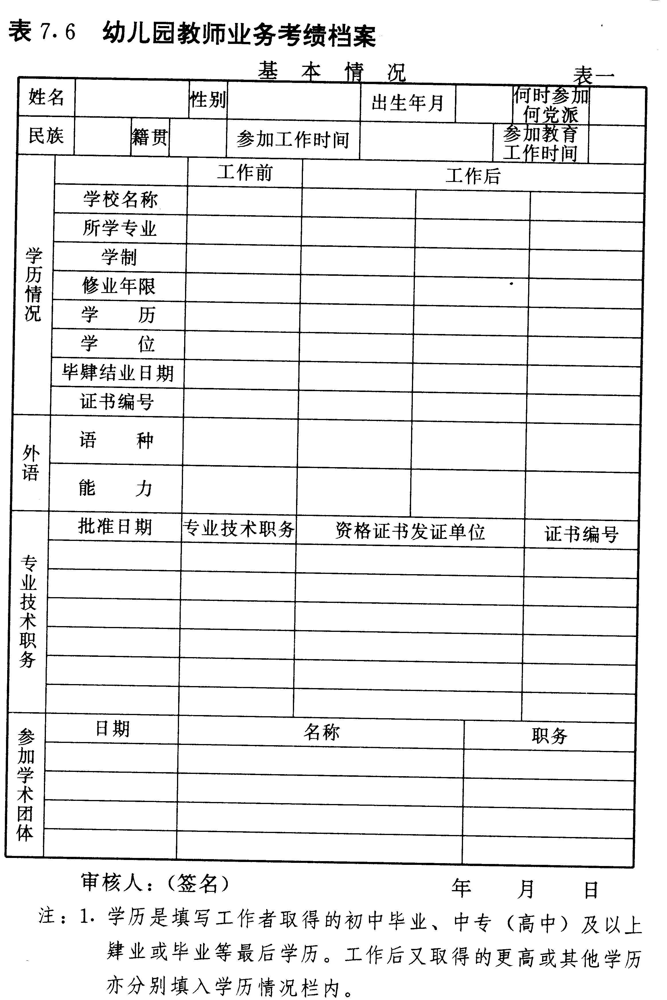 表 7.6 幼儿园教师业务考绩档案
基 本 情 况 表一
姓名 性别 出生年月 何时参加
何党派
民族 籍贯 参加工作时间 参加教育
工作时间
学历情况
工作前 工作后
学校名称
所学专业
学制
修业年限
学 历
学 位
毕肄结业日期
证书编号
外语
语 种
能 力
专业技术职务
批准日期 专业技术职务 资格证书发证单位 证书编号
参加学术团体
日期 名称 职务
审核人：（签名） 年 月 日
注：1. 学历是填写工作者取得的初中毕业、中专（高中）及以上
肄业或毕业等最后学历。工作后又取得的更高或其他学历
亦分别填入学历情况栏内。